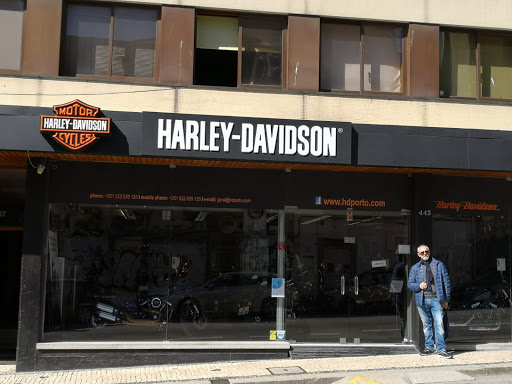 MOTOR
HARLEY-DAVIDSON
CYCLES
HARLEY-DAVIDSON®
www.hdporto.com
Harley-Davidson
443